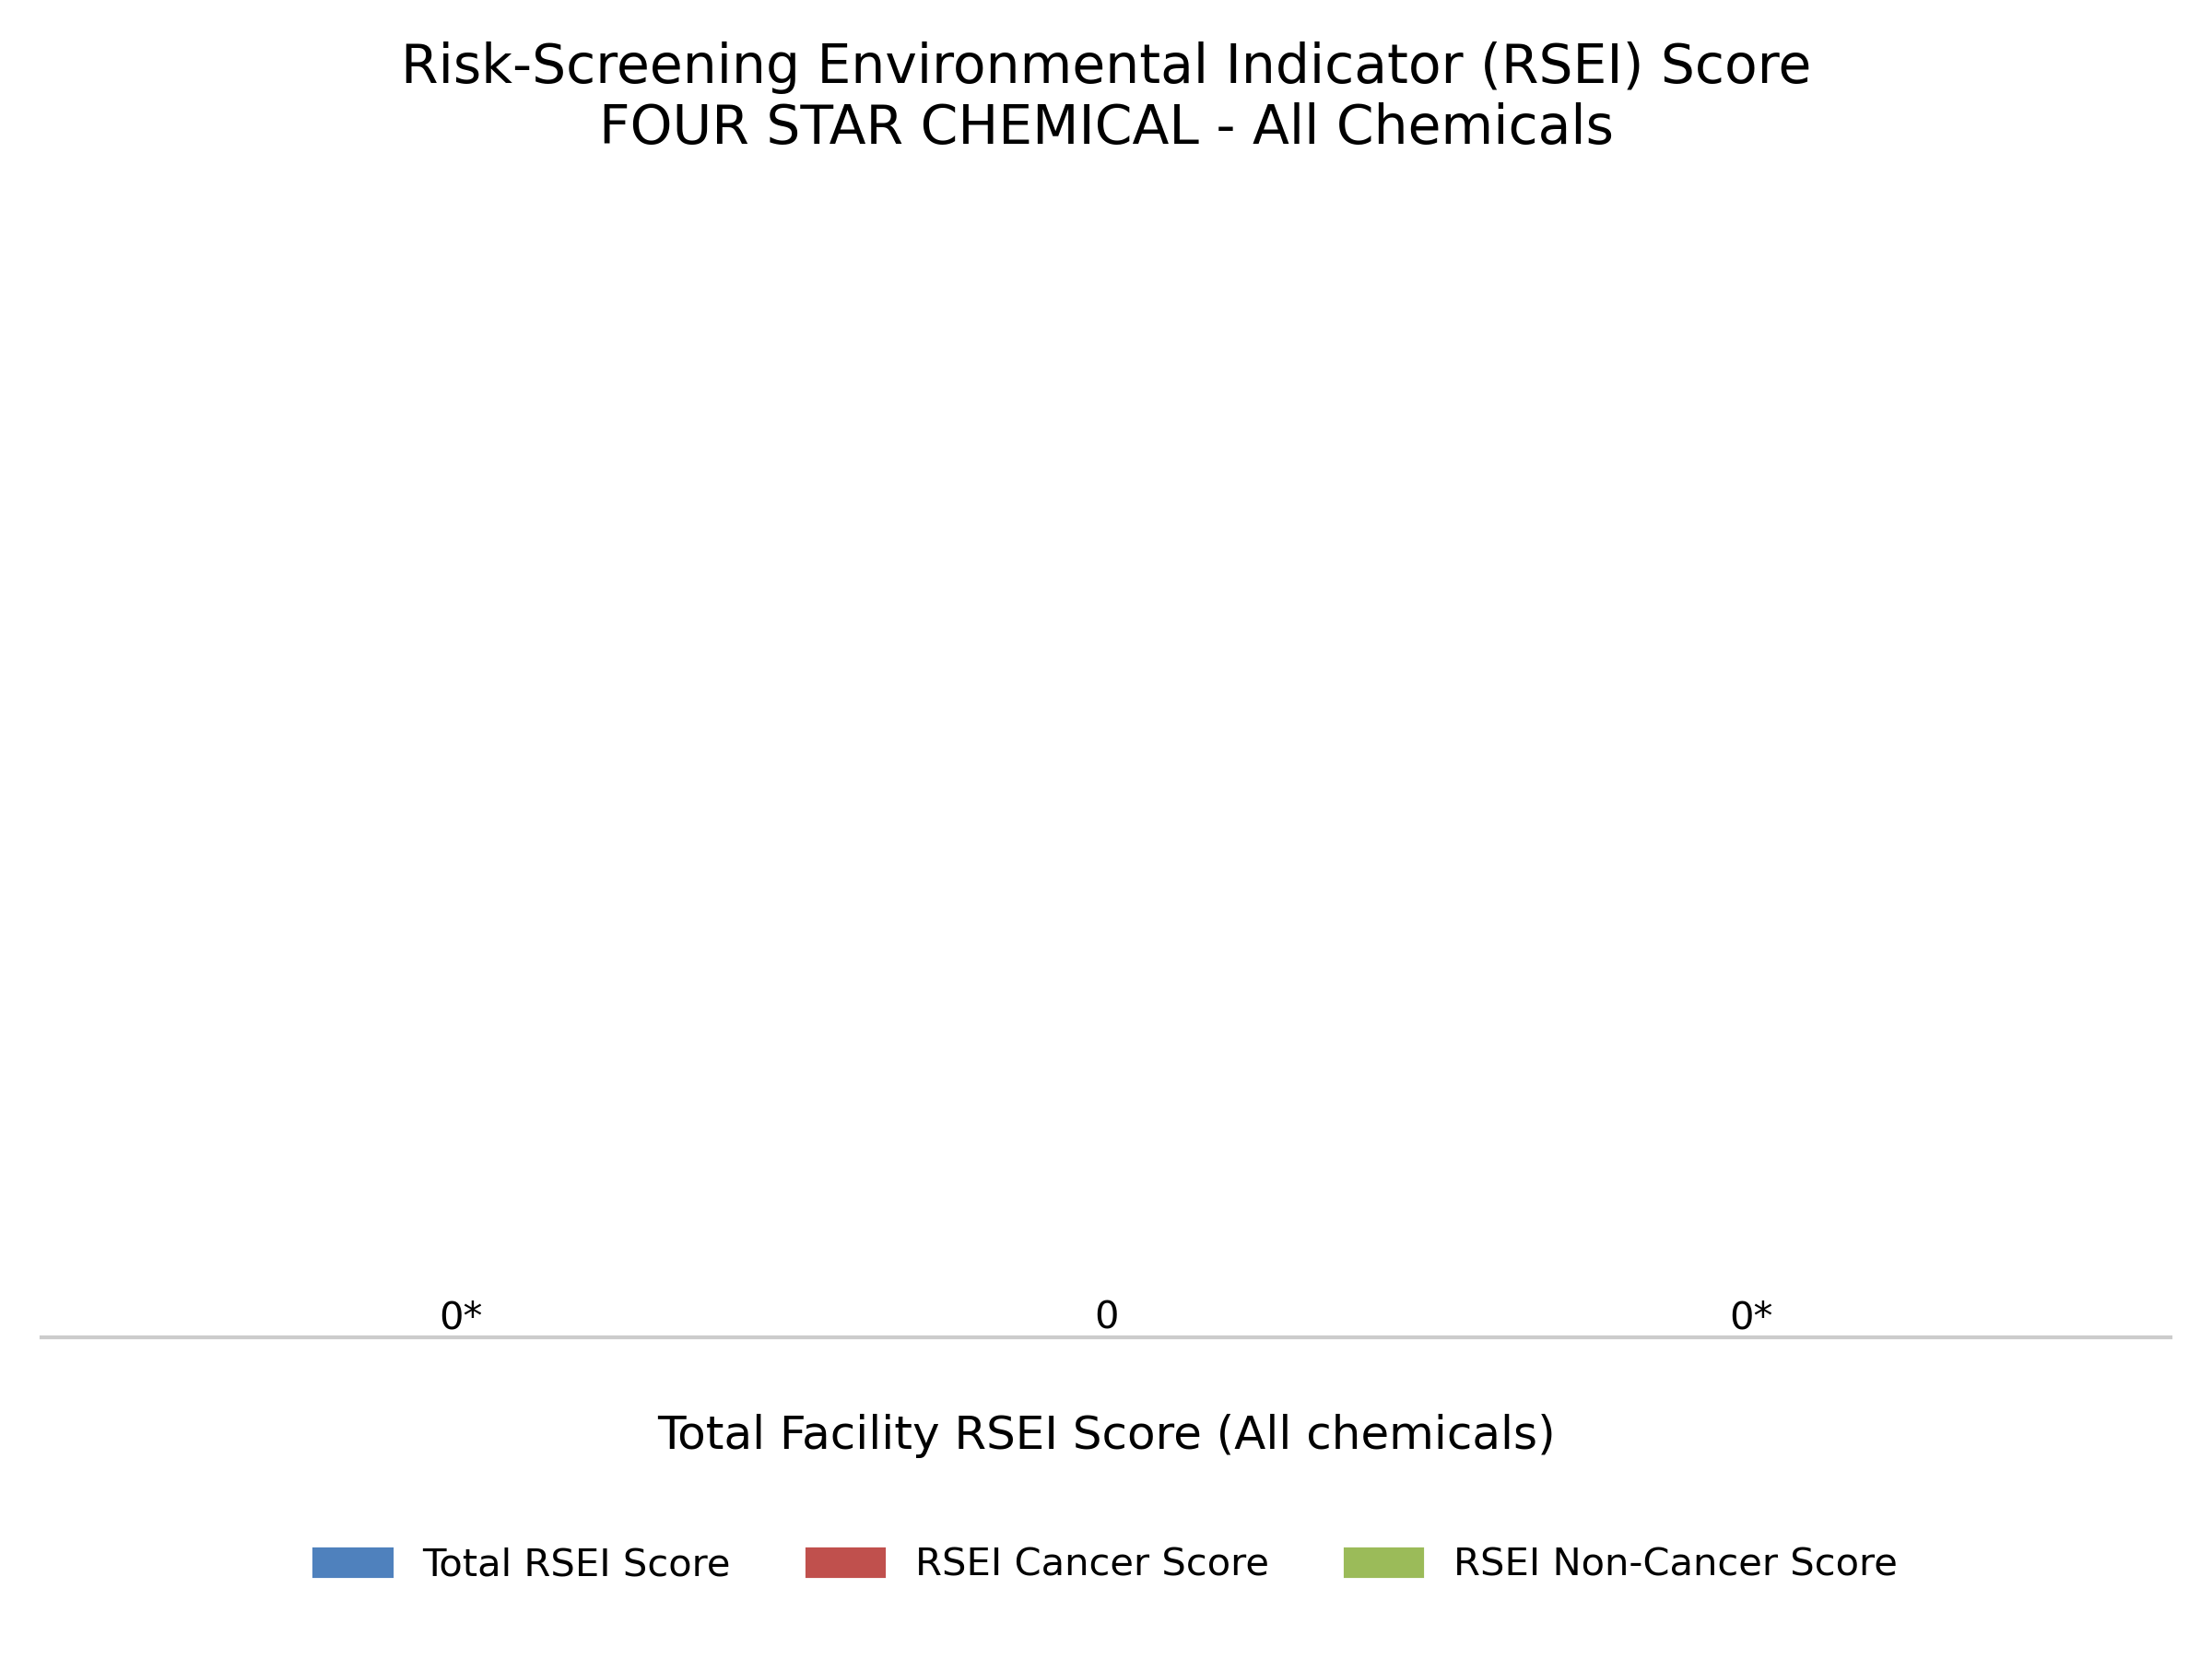 Risk-Screening Environmental Indicator (RSEI) Score
FOUR STAR CHEMICAL - All Chemicals
0* 0 0*
Total Facility RSEI Score (All chemicals)
Total RSEI Score RSEI Cancer Score RSEI Non-Cancer Score